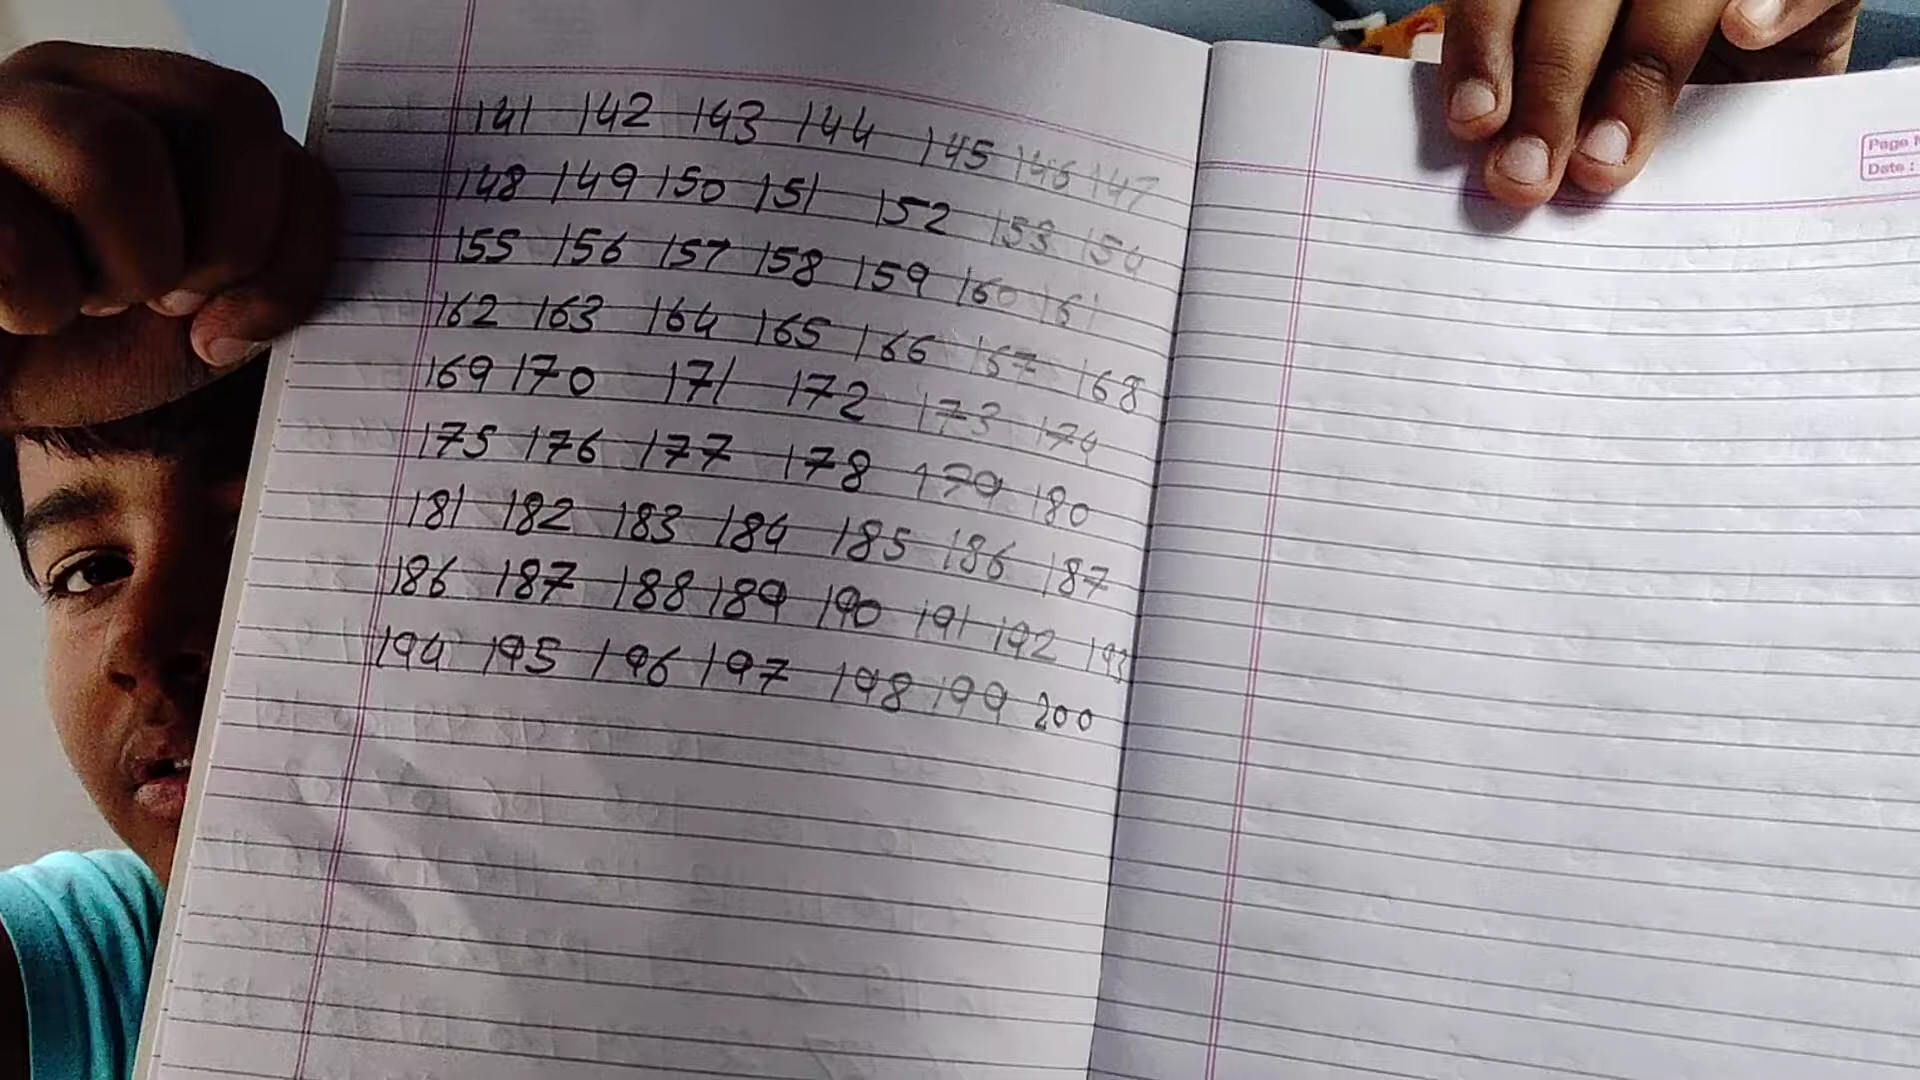 141 142 143 144 145 146 147
148 149 150 151 152 153 154
155 156 157 158 159 160 161
162 163 164 165 166 167 168
169 170 171 172 173 174
175 176 177 178 179 180
181 182 183 184 185 186 187
186 187 188 189 190 191 192 193
194 195 196 197 198 199 200
Page
Date :